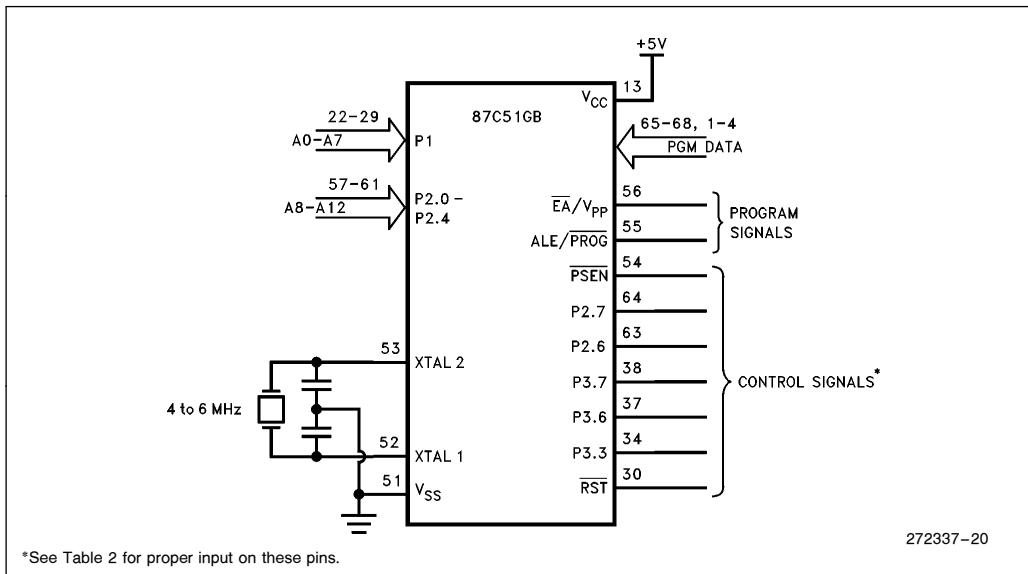 +5V
13
VCC
87C51GB
22-29
A0-A7
P1
65-68, 1-4
PGM DATA
57-61
A8-A12
P2.0-
P2.4
56
EA/VPP
55
ALE/PROG
PROGRAM
SIGNALS
54
PSEN
64
P2.7
63
P2.6
38
P3.7
37
P3.6
34
P3.3
30
RST
CONTROL SIGNALS*
53
XTAL 2
4 to 6 MHz
52
XTAL 1
51
VSS
272337-20
*See Table 2 for proper input on these pins.